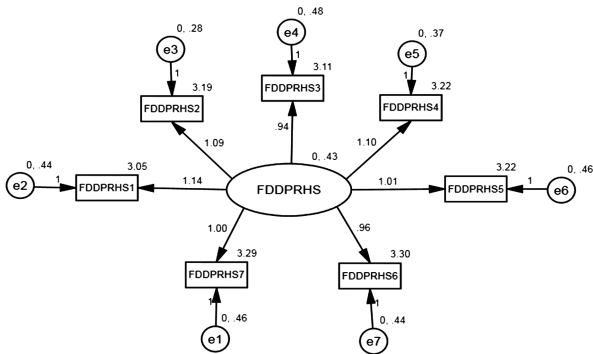 0, .48
e4
0, .28
e3
0, .37
e5
1
1
1
3.11
FDDPRHS3
3.19
FDDPRHS2
3.22
FDDPRHS4
.94
1.09
1.10
0, .44
e2
1
3.05
FDDPRHS1
1.14
0, .43
FDDPRHS
1.01
3.22
FDDPRHS5
1
0, .46
e6
1.00
.96
3.29
FDDPRHS7
3.30
FDDPRHS6
1
1
0, .46
e1
0, .44
e7